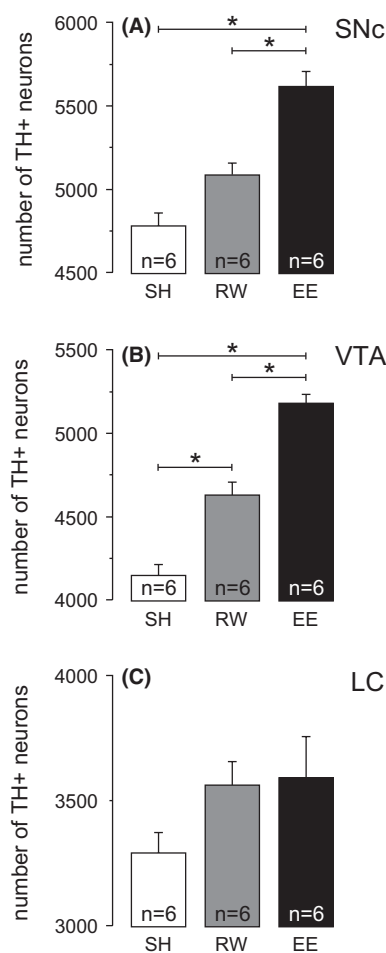 (A) * SNc
*
number of TH+ neurons
6000
5500
5000
4500
n=6 n=6 n=6
SH RW EE
(B) * VTA
*
*
number of TH+ neurons
5500
5000
4500
4000
n=6 n=6 n=6
SH RW EE
(C) LC
number of TH+ neurons
4000
3500
3000
n=6 n=6 n=6
SH RW EE